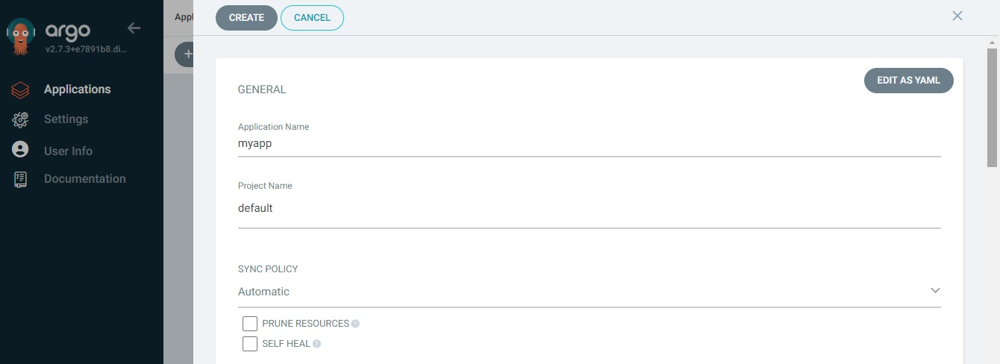 argo
v2.7.3+e7891b8.di...
Applications
Settings
User Info
Documentation
Appl
+
CREATE
CANCEL
GENERAL
EDIT AS YAML
Application Name
myapp
Project Name
default
SYNC POLICY
Automatic
PRUNE RESOURCES ?
SELF HEAL ?